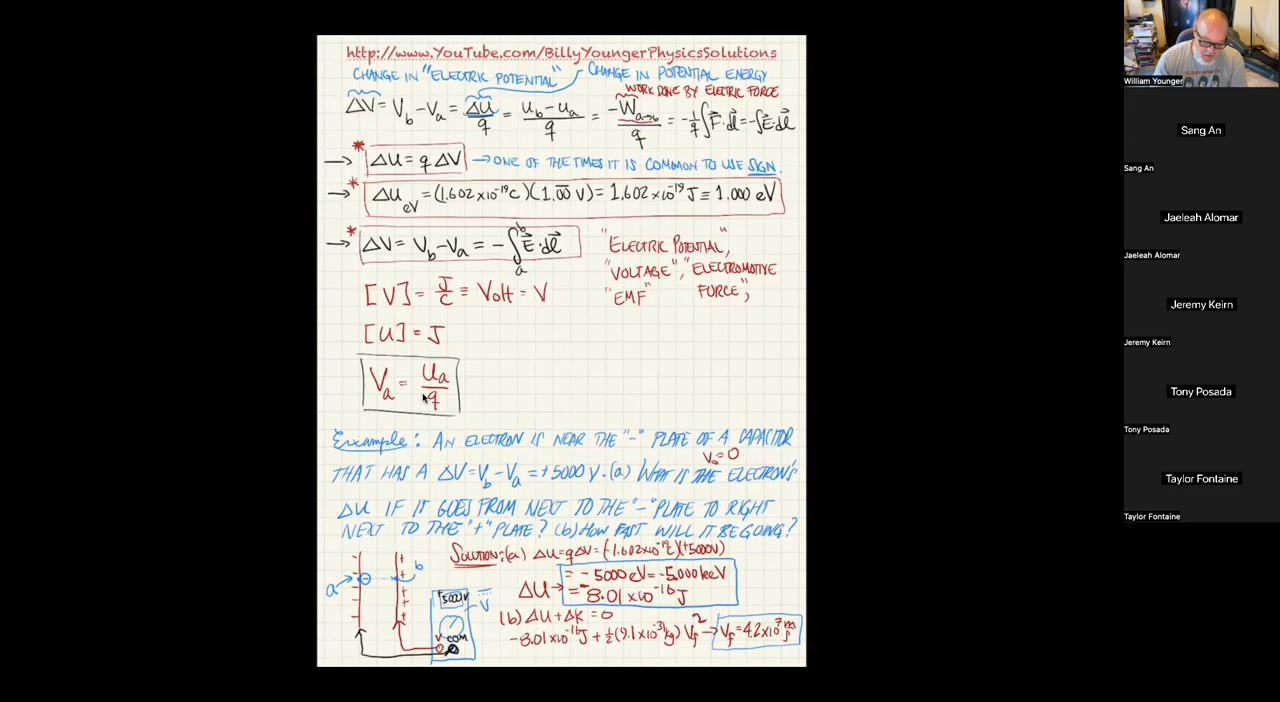 http://www.YouTube.com/BillyYoungerPhysicsSolutions
CHANGE IN "ELECTRIC POTENTIAL" CHANGE IN POTENTIAL ENERGY
WORK DONE BY ELECTRIC FORCE
ΔV = V_b - V_a = ΔU/q = (U_b - U_a)/q = -W_a→b/q = -1/q ∫F⃗·dl⃗ = -∫E⃗·dl⃗
→ * ΔU = q ΔV → ONE OF THE TIMES IT IS COMMON TO USE SIGN.
→ * ΔU_eV = (1.602×10^-19 C)(1.00 V) = 1.602×10^-19 J ≡ 1.000 eV
→ * ΔV = V_b - V_a = -∫_a^b E⃗·dl⃗
"ELECTRIC POTENTIAL",
"VOLTAGE", "ELECTROMOTIVE
"EMF" FORCE",
[V] = J/C ≡ Volt = V
[U] = J
V_a = U_a/q
Example: AN ELECTRON IS NEAR THE "-" PLATE OF A CAPACITOR
V_0 = 0
THAT HAS A ΔV = V_b - V_a = +5000 V. (a) WHAT IS THE ELECTRON'S
ΔU IF IT GOES FROM NEXT TO THE "-" PLATE TO RIGHT
NEXT TO THE "+" PLATE? (b) HOW FAST WILL IT BE GOING?
SOLUTION: (a) ΔU = qΔV = (-1.602×10^-19 C)(+5000V)
= -5000 eV = -5.000 keV
ΔU → = -8.01×10^-16 J
(b) ΔU + ΔK = 0
-8.01×10^-16 J + ½(9.1×10^-31 kg) V_f^2 → V_f = 4.2×10^7 m/s
a
b
5000V
V
V COM
William Younger
Sang An
Sang An
Jaeleah Alomar
Jaeleah Alomar
Jeremy Keirn
Jeremy Keirn
Tony Posada
Tony Posada
Taylor Fontaine
Taylor Fontaine